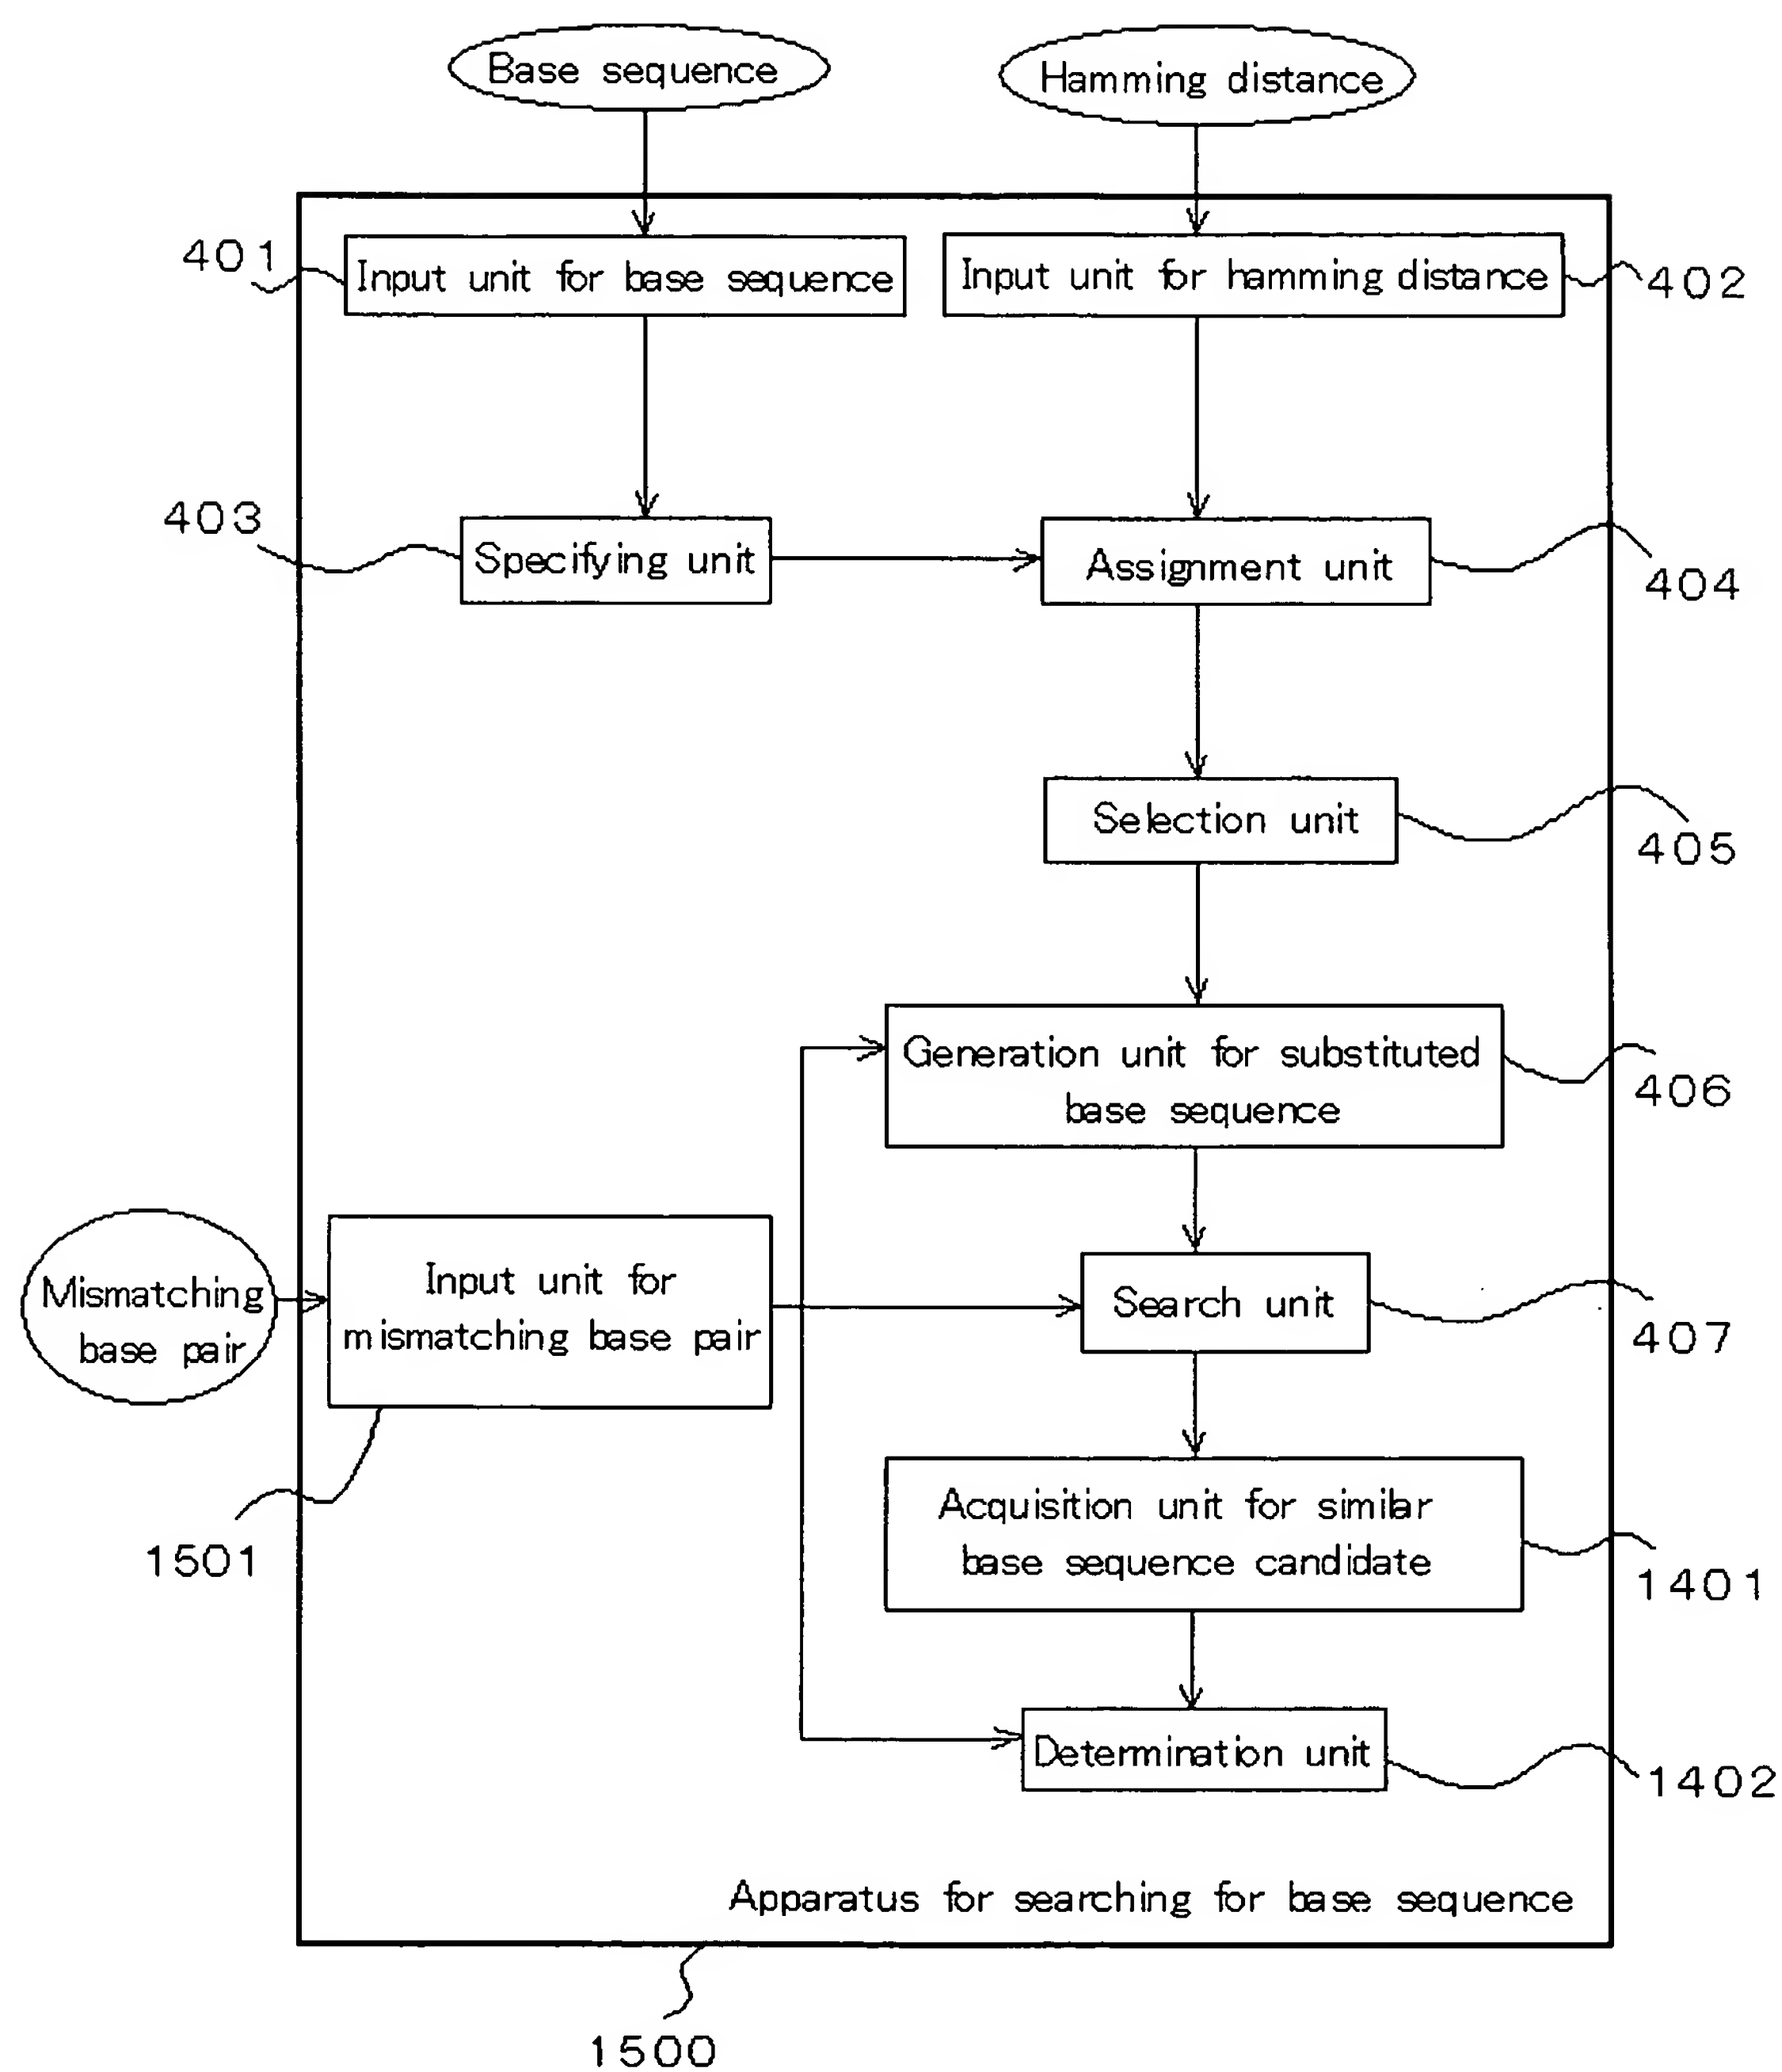 Base sequence
Hamming distance
401
Input unit for base sequence
Input unit for hamming distance
402
403
Specifying unit
Assignment unit
404
Selection unit
405
Generation unit for substituted
base sequence
406
Mismatching
base pair
Input unit for
mismatching base pair
Search unit
407
1501
Acquisition unit for similar
base sequence candidate
1401
Determination unit
1402
Apparatus for searching for base sequence
1500